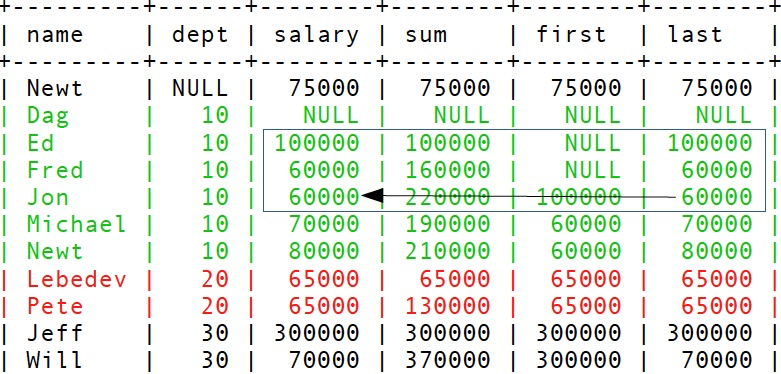 +---------+------+--------+--------+--------+--------+
| name    | dept | salary | sum    | first  | last   |
+---------+------+--------+--------+--------+--------+
| Newt    | NULL |  75000 |  75000 |  75000 |  75000 |
| Dag     |   10 |   NULL |   NULL |   NULL |   NULL |
| Ed      |   10 | 100000 | 100000 |   NULL | 100000 |
| Fred    |   10 |  60000 | 160000 |   NULL |  60000 |
| Jon     |   10 |  60000 | 220000 | 100000 |  60000 |
| Michael |   10 |  70000 | 190000 |  60000 |  70000 |
| Newt    |   10 |  80000 | 210000 |  60000 |  80000 |
| Lebedev |   20 |  65000 |  65000 |  65000 |  65000 |
| Pete    |   20 |  65000 | 130000 |  65000 |  65000 |
| Jeff    |   30 | 300000 | 300000 | 300000 | 300000 |
| Will    |   30 |  70000 | 370000 | 300000 |  70000 |